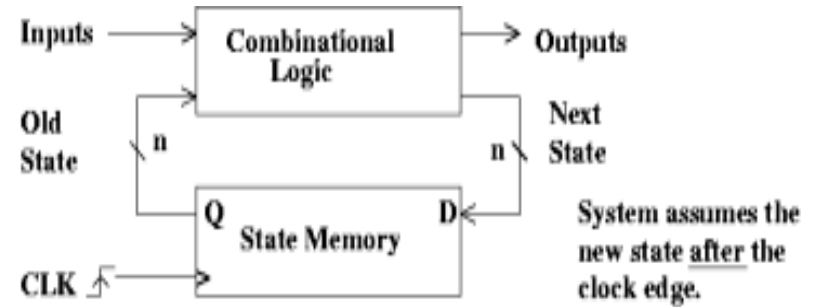 Inputs
Combinational
Logic
Outputs
Old
State
n
n
Next
State
Q
D
State Memory
CLK
System assumes the
new state after the
clock edge.